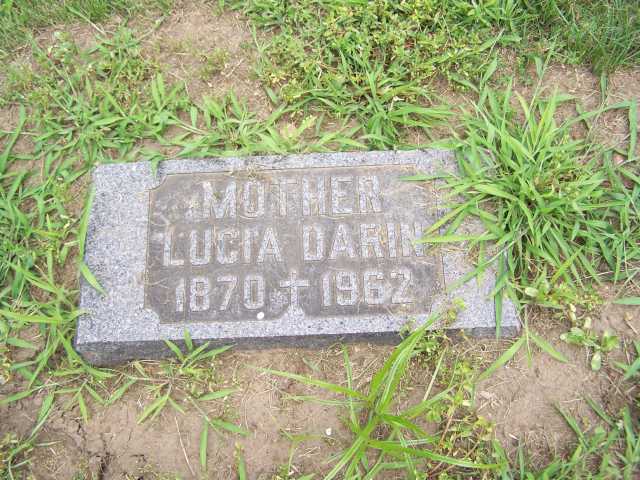 MOTHER
LUCIA DARIN
1870 1962